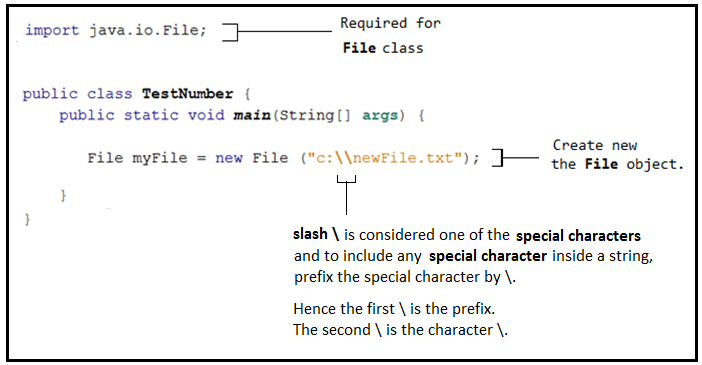 import java.io.File;
Required for
File class
public class TestNumber {
public static void main(String[] args) {
File myFile = new File ("c:\\newFile.txt");
Create new
the File object.
}
}
slash \ is considered one of the special characters
and to include any special character inside a string,
prefix the special character by \.
Hence the first \ is the prefix.
The second \ is the character \.